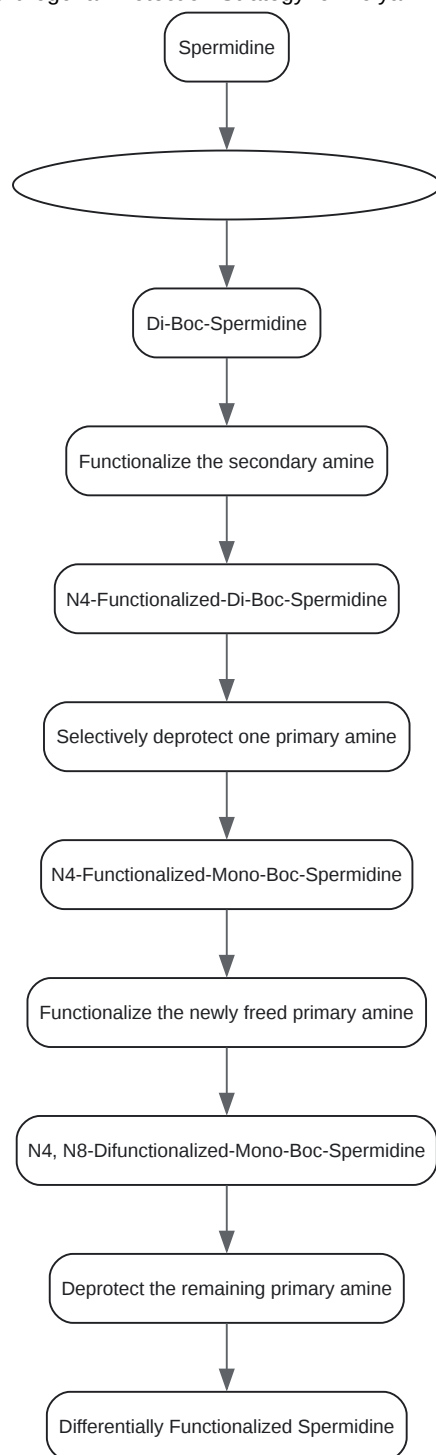 Spermidine
Di-Boc-Spermidine
Functionalize the secondary amine
N4-Functionalized-Di-Boc-Spermidine
Selectively deprotect one primary amine
N4-Functionalized-Mono-Boc-Spermidine
Functionalize the newly freed primary amine
N4, N8-Difunctionalized-Mono-Boc-Spermidine
Deprotect the remaining primary amine
Differentially Functionalized Spermidine